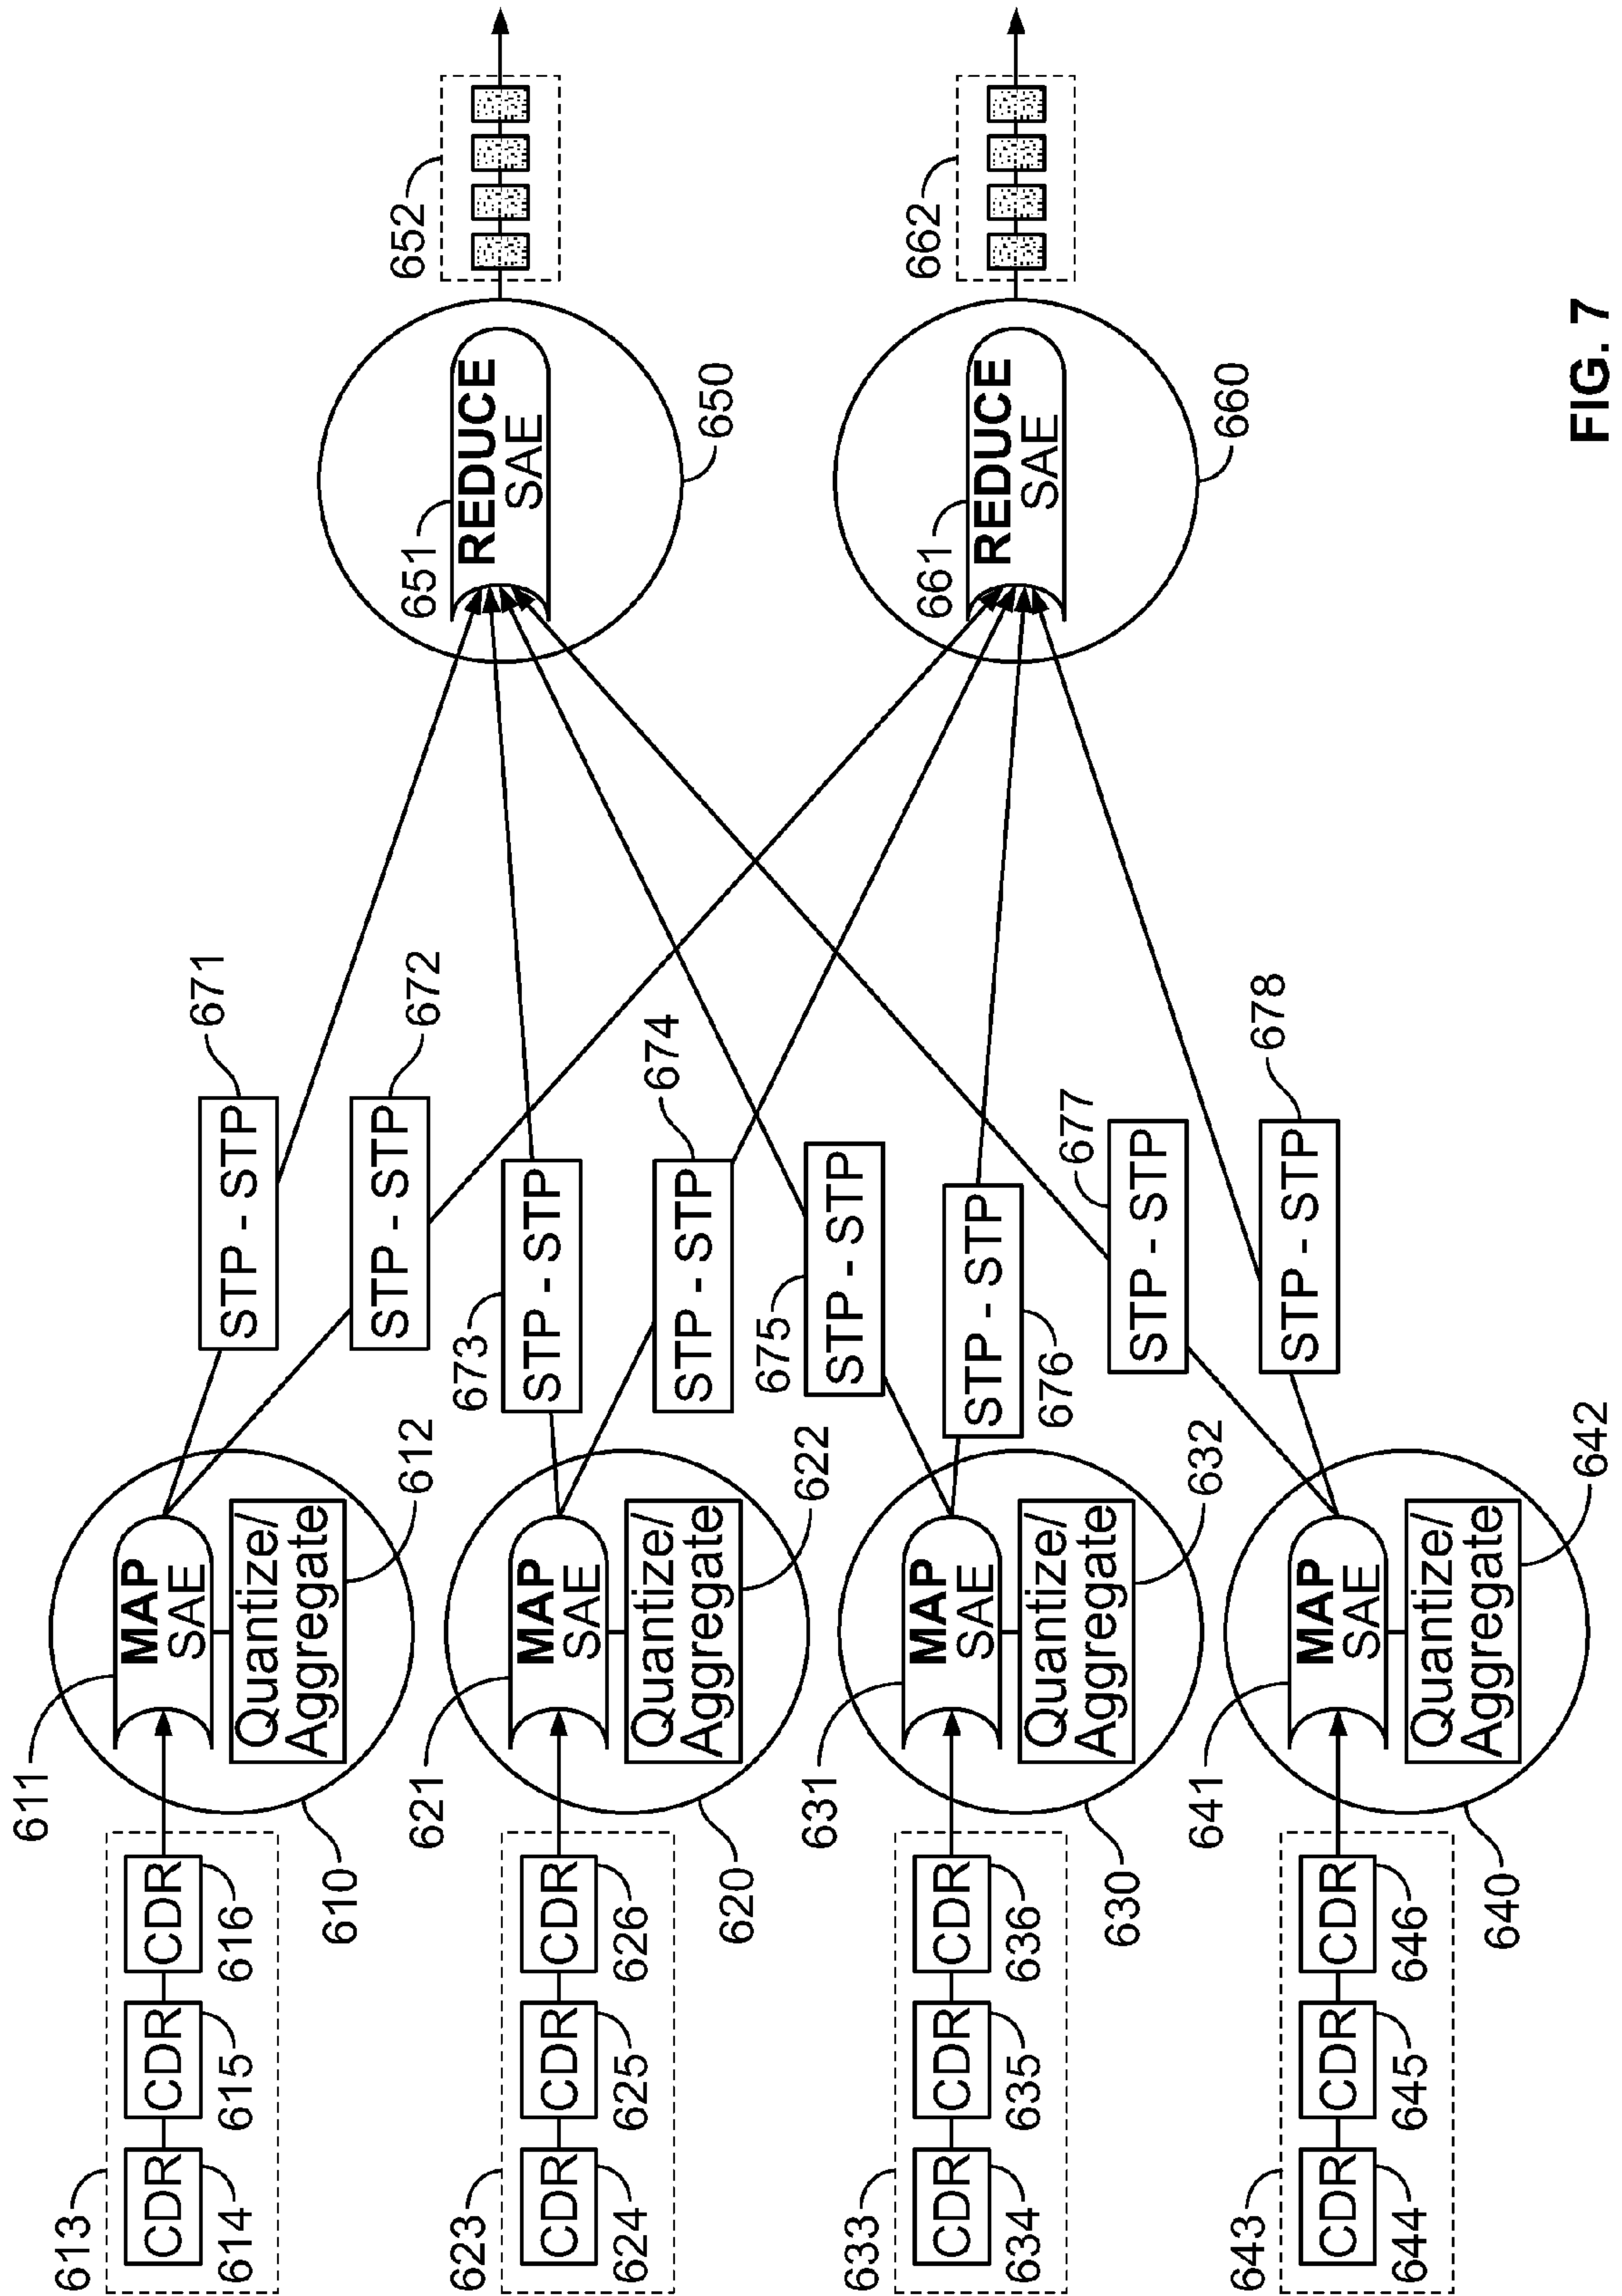 613
CDR
CDR
CDR
614
615
616
611
MAP
SAE
Quantize/
Aggregate
612
610
STP - STP
671
STP - STP
672
623
CDR
CDR
CDR
624
625
626
621
MAP
SAE
Quantize/
Aggregate
622
620
673
STP - STP
STP - STP
674
633
CDR
CDR
CDR
634
635
636
631
MAP
SAE
Quantize/
Aggregate
632
630
675
STP - STP
STP - STP
676
643
CDR
CDR
CDR
644
645
646
641
MAP
SAE
Quantize/
Aggregate
642
640
677
STP - STP
STP - STP
678
651
REDUCE
SAE
650
652
661
REDUCE
SAE
660
662
FIG. 7